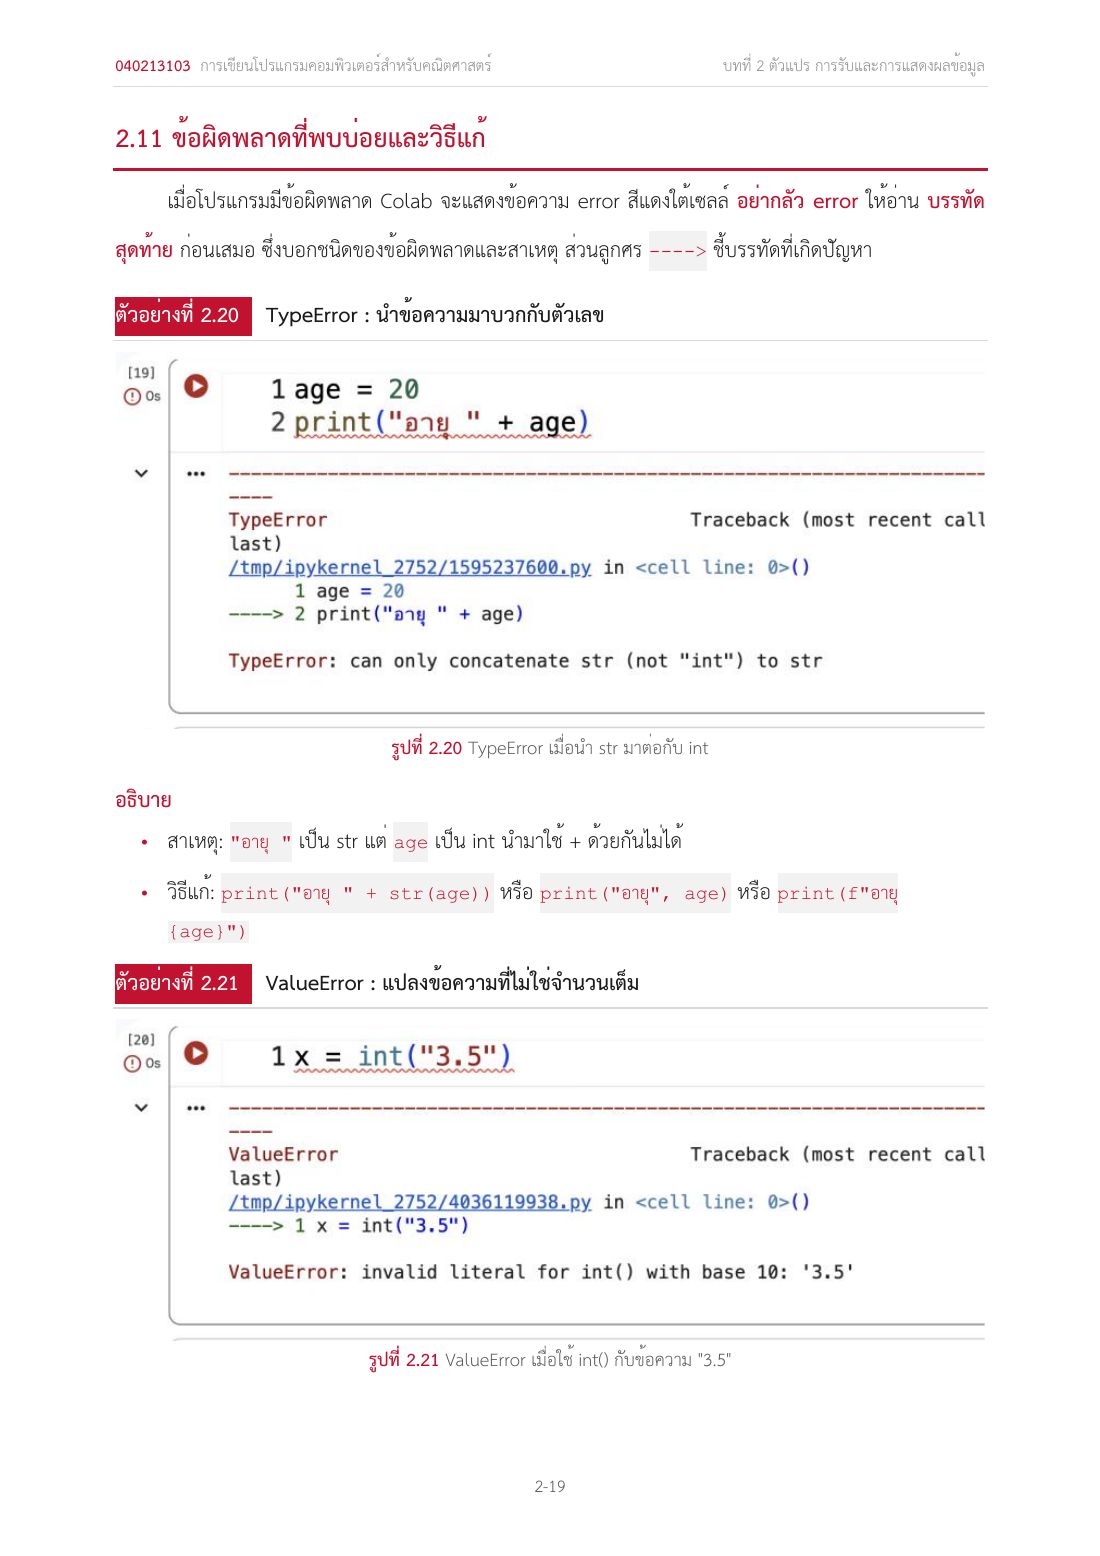 040213103 การเขียนโปรแกรมคอมพิวเตอร์สำหรับคณิตศาสตร์ บทที่ 2 ตัวแปร การรับและการแสดงผลข้อมูล
2.11 ข้อผิดพลาดที่พบบ่อยและวิธีแก้
เมื่อโปรแกรมมีข้อผิดพลาด Colab จะแสดงข้อความ error สีแดงใต้เซลล์ อย่ากลัว error ให้อ่าน บรรทัด
สุดท้าย ก่อนเสมอ ซึ่งบอกชนิดของข้อผิดพลาดและสาเหตุ ส่วนลูกศร ----> ชี้บรรทัดที่เกิดปัญหา
ตัวอย่างที่ 2.20 TypeError : นำข้อความมาบวกกับตัวเลข
[19] 1 age = 20
0s
2 print("อายุ " + age)
---------------------------------------------------------------------------
----
TypeError Traceback (most recent call
last)
/tmp/ipykernel_2752/1595237600.py in <cell line: 0>()
1 age = 20
----> 2 print("อายุ " + age)
TypeError: can only concatenate str (not "int") to str
รูปที่ 2.20 TypeError เมื่อนำ str มาต่อกับ int
อธิบาย
• สาเหตุ: "อายุ " เป็น str แต่ age เป็น int นำมาใช้ + ด้วยกันไม่ได้
• วิธีแก้: print("อายุ " + str(age)) หรือ print("อายุ", age) หรือ print(f"อายุ
{age}")
ตัวอย่างที่ 2.21 ValueError : แปลงข้อความที่ไม่ใช่จำนวนเต็ม
[20] 1 x = int("3.5")
0s
---------------------------------------------------------------------------
----
ValueError Traceback (most recent call
last)
/tmp/ipykernel_2752/4036119938.py in <cell line: 0>()
----> 1 x = int("3.5")
ValueError: invalid literal for int() with base 10: '3.5'
รูปที่ 2.21 ValueError เมื่อใช้ int() กับข้อความ "3.5"
2-19